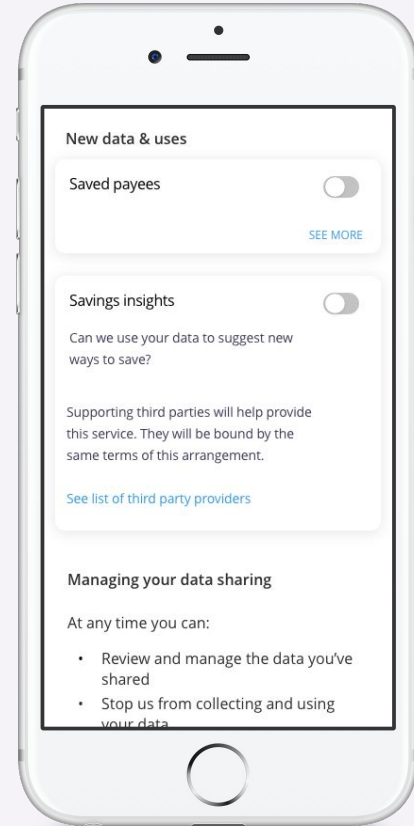 New data & uses
Saved payees
SEE MORE
Savings insights
Can we use your data to suggest new
ways to save?
Supporting third parties will help provide
this service. They will be bound by the
same terms of this arrangement.
See list of third party providers
Managing your data sharing
At any time you can:
• Review and manage the data you’ve
shared
• Stop us from collecting and using
your data